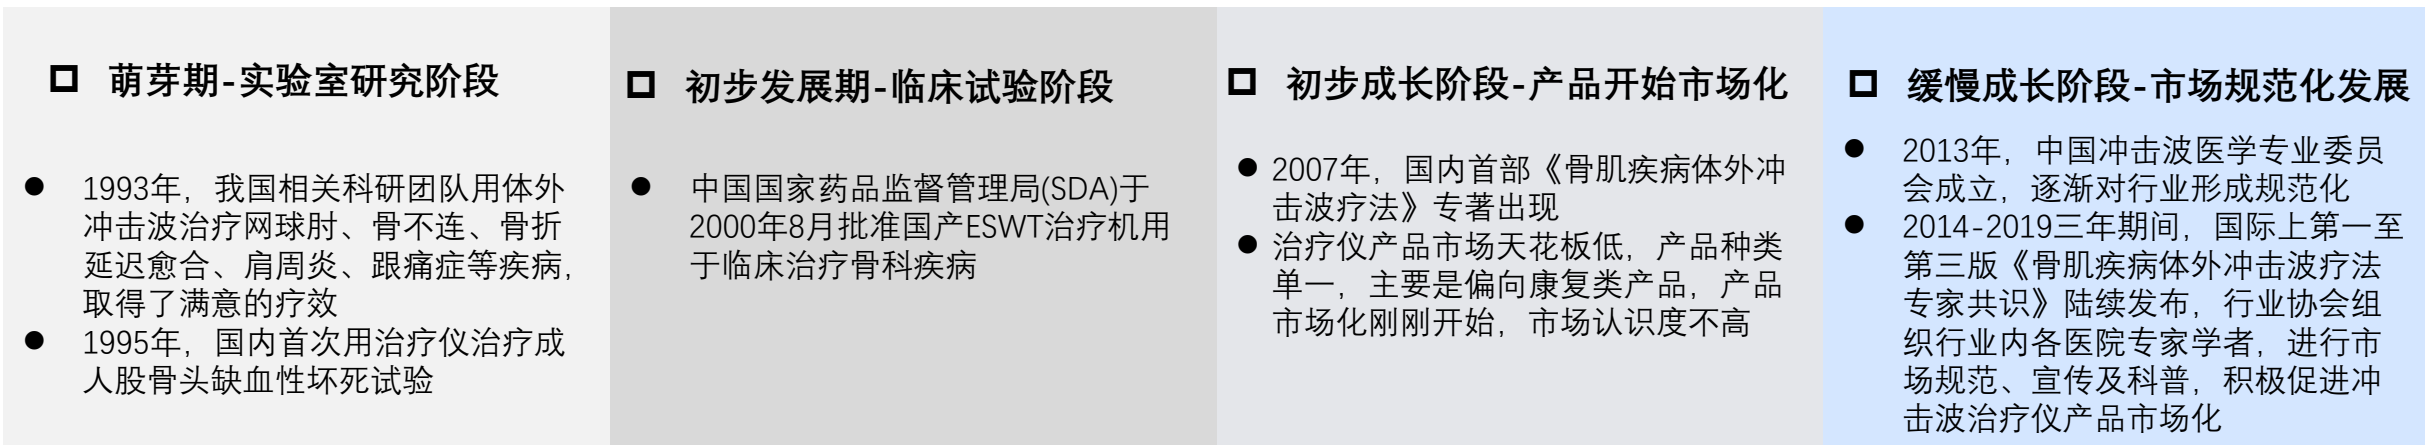 萌芽期-实验室研究阶段
1993年，我国相关科研团队用体外
冲击波治疗网球肘、骨不连、骨折
延迟愈合、肩周炎、跟痛症等疾病，
取得了满意的疗效
1995年，国内首次用治疗仪治疗成
人股骨头缺血性坏死试验
初步发展期-临床试验阶段
中国国家药品监督管理局(SDA)于
2000年8月批准国产ESWT治疗机用
于临床治疗骨科疾病
初步成长阶段-产品开始市场化
2007年，国内首部《骨肌疾病体外冲
击波疗法》专著出现
治疗仪产品市场天花板低，产品种类
单一，主要是偏向康复类产品，产品
市场化刚刚开始，市场认识度不高
缓慢成长阶段-市场规范化发展
2013年，中国冲击波医学专业委员
会成立，逐渐对行业形成规范化
2014-2019三年期间，国际上第一至
第三版《骨肌疾病体外冲击波疗法
专家共识》陆续发布，行业协会组
织行业内各医院专家学者，进行市
场规范、宣传及科普，积极促进冲
击波治疗仪产品市场化